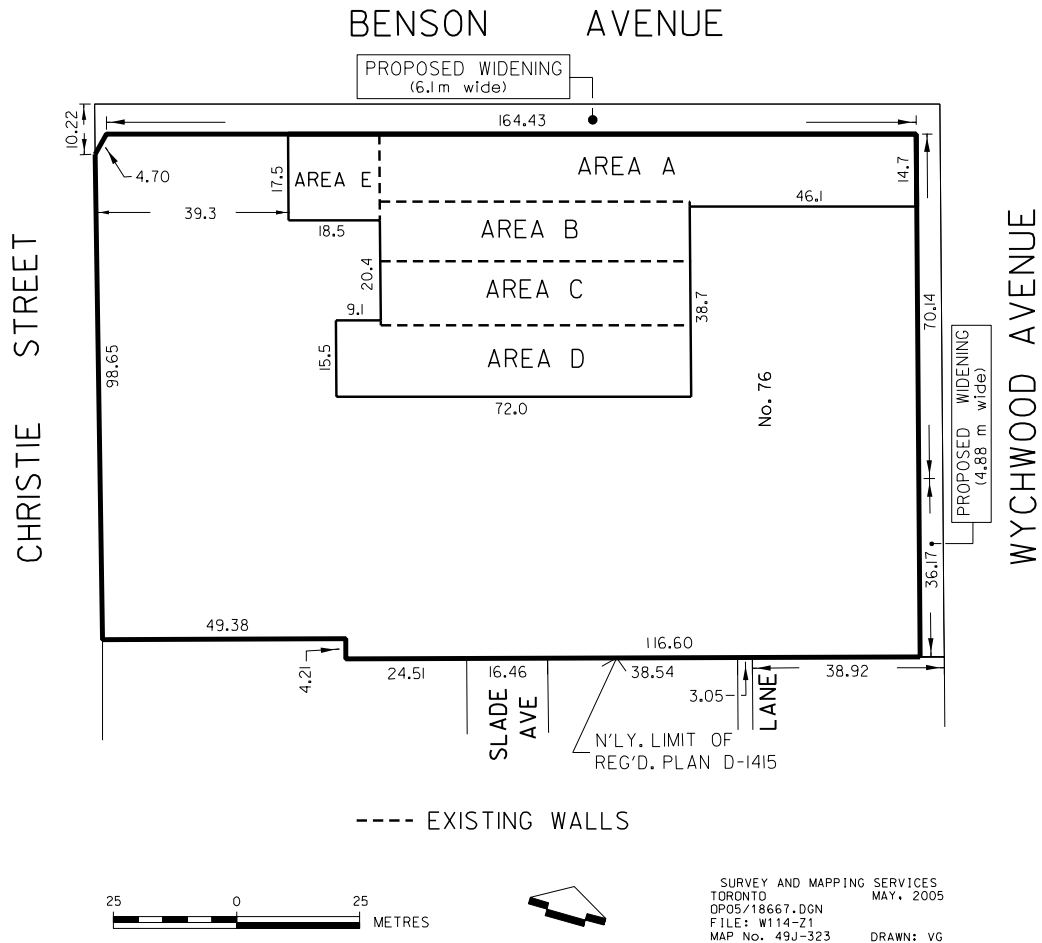 BENSON AVENUE
PROPOSED WIDENING
(6.1m wide)
164.43
10.22
4.70
17.5
AREA E
AREA A
14.7
39.3
46.1
18.5
AREA B
20.4
AREA C
38.7
9.1
15.5
AREA D
72.0
No. 76
70.14
98.65
CHRISTIE STREET
WYCHWOOD AVENUE
PROPOSED WIDENING
(4.88 m wide)
36.17
49.38
116.60
4.21
24.51
16.46
38.54
3.05
38.92
SLADE
AVE
LANE
N'LY. LIMIT OF
REG'D. PLAN D-1415
---- EXISTING WALLS
25 0 25
METRES
SURVEY AND MAPPING SERVICES
TORONTO MAY, 2005
OP05/18667.DGN
FILE: W114-Z1
MAP No. 49J-323 DRAWN: VG